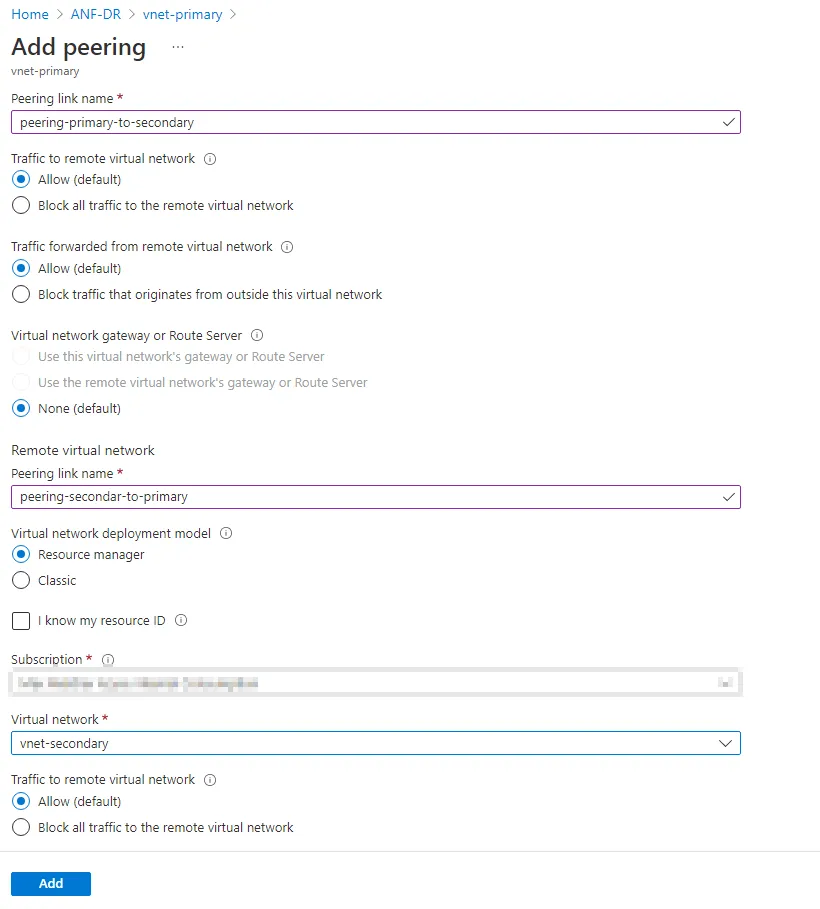 Home > ANF-DR > vnet-primary >
Add peering ...
vnet-primary
Peering link name *
peering-primary-to-secondary
Traffic to remote virtual network
Allow (default)
Block all traffic to the remote virtual network
Traffic forwarded from remote virtual network
Allow (default)
Block traffic that originates from outside this virtual network
Virtual network gateway or Route Server
Use this virtual network's gateway or Route Server
Use the remote virtual network's gateway or Route Server
None (default)
Remote virtual network
Peering link name *
peering-secondar-to-primary
Virtual network deployment model
Resource manager
Classic
I know my resource ID
Subscription *
Virtual network *
vnet-secondary
Traffic to remote virtual network
Allow (default)
Block all traffic to the remote virtual network
Add